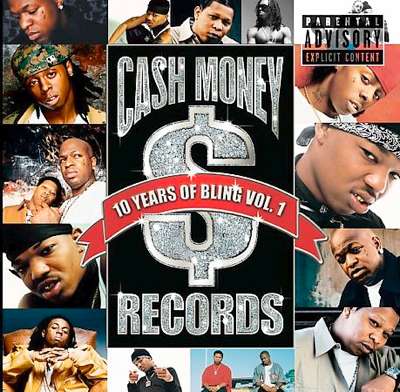 PARENTAL
ADVISORY
EXPLICIT CONTENT
CASH MONEY
$
10 YEARS OF BLING VOL. 1
RECORDS